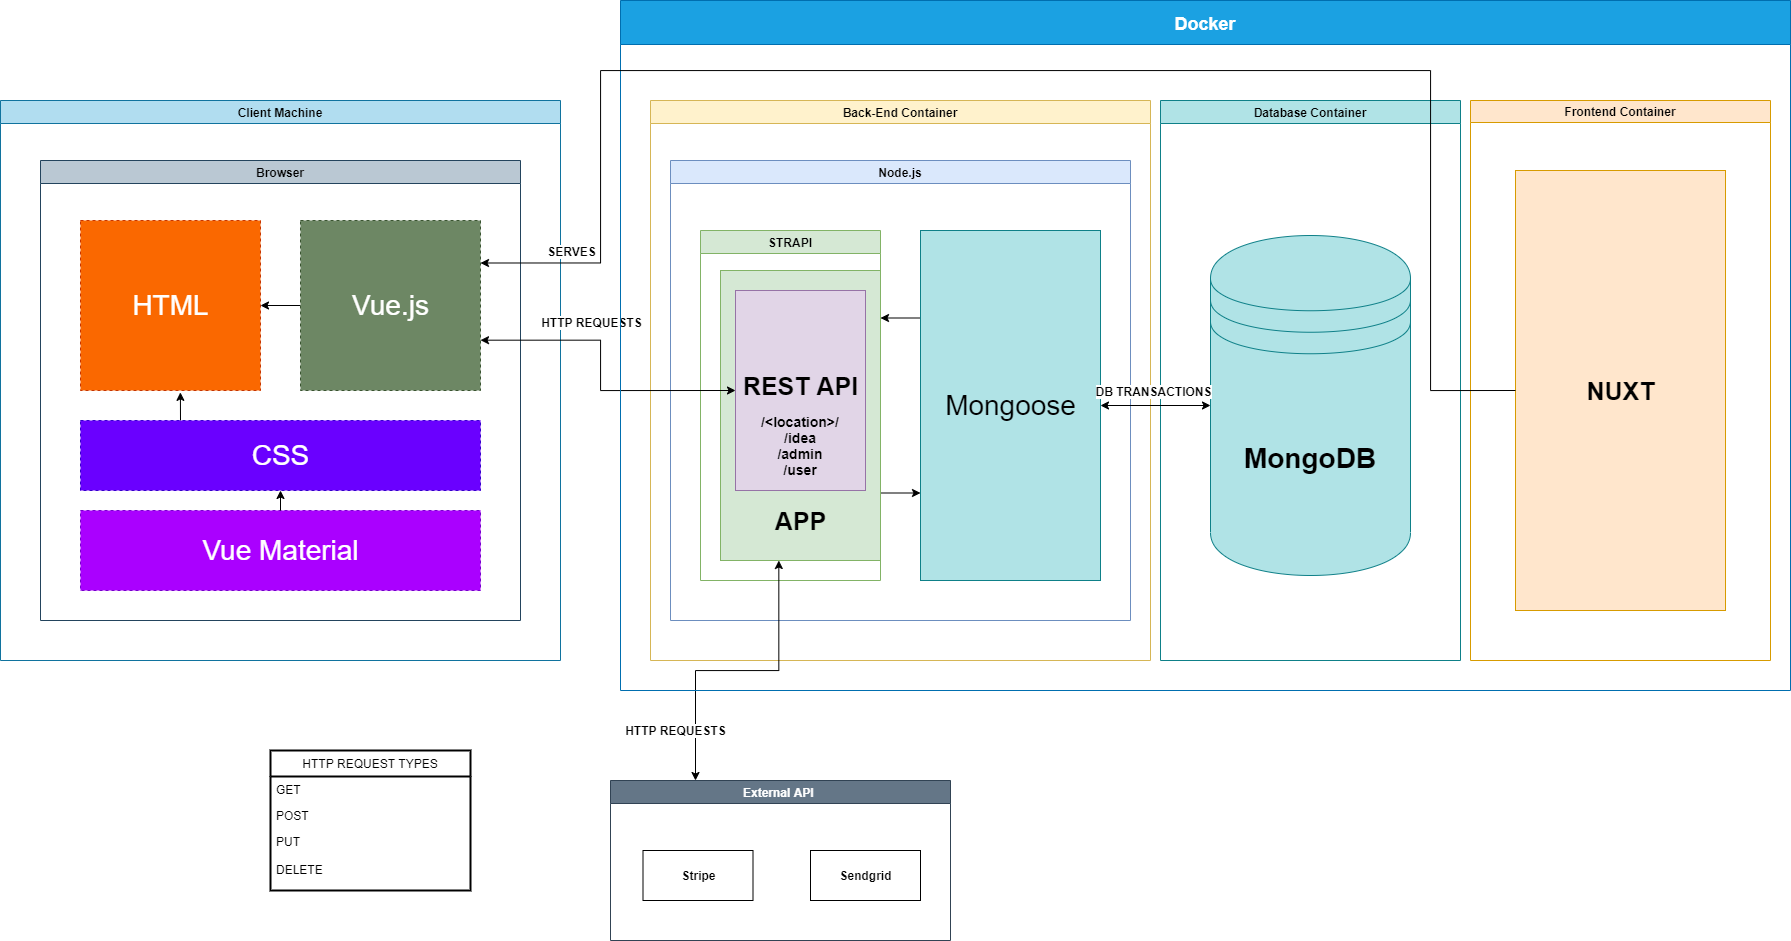 Docker
Client Machine
Back-End Container
Database Container
Frontend Container
Browser
Node.js
STRAPI
SERVES
HTML
Vue.js
HTTP REQUESTS
REST API
/<location>/
/idea
/admin
/user
APP
Mongoose
DB TRANSACTIONS
MongoDB
NUXT
CSS
Vue Material
HTTP REQUESTS
HTTP REQUEST TYPES
GET
POST
PUT
DELETE
External API
Stripe
Sendgrid